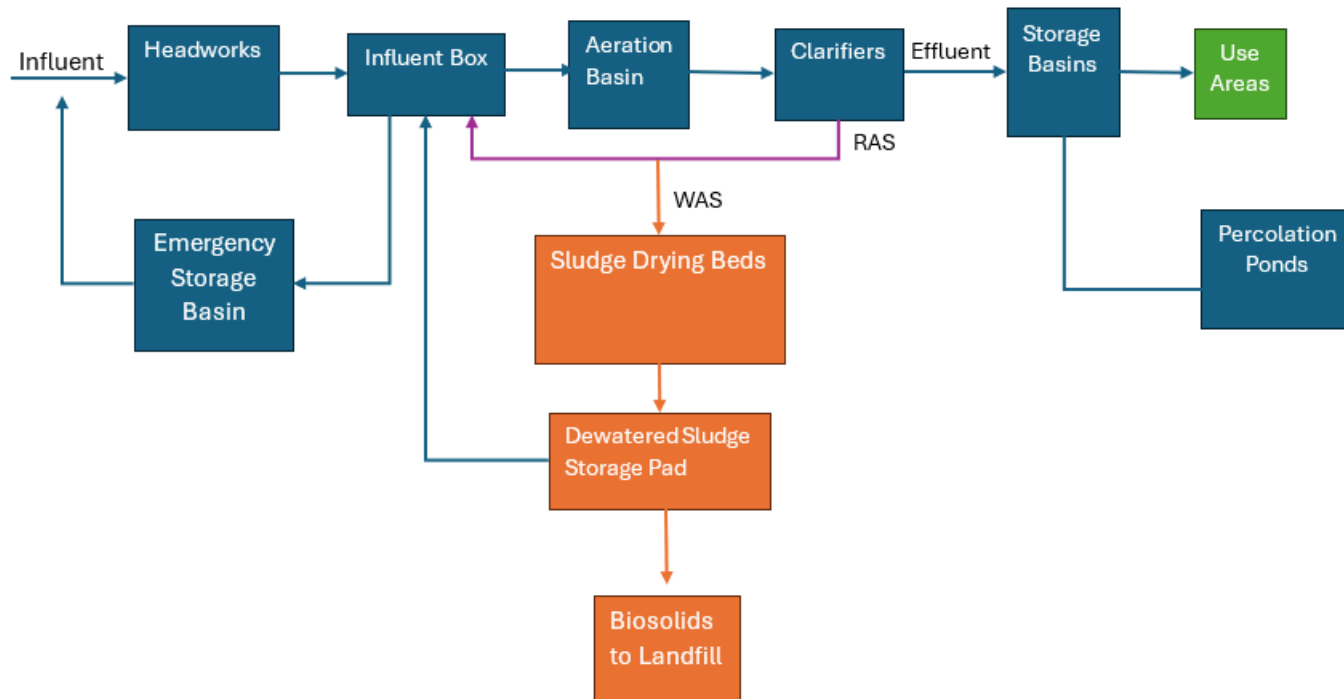 Influent
Headworks
Influent Box
Aeration
Basin
Clarifiers
Effluent
Storage
Basins
Use
Areas
RAS
WAS
Emergency
Storage
Basin
Sludge Drying Beds
Percolation
Ponds
Dewatered Sludge
Storage Pad
Biosolids
to Landfill